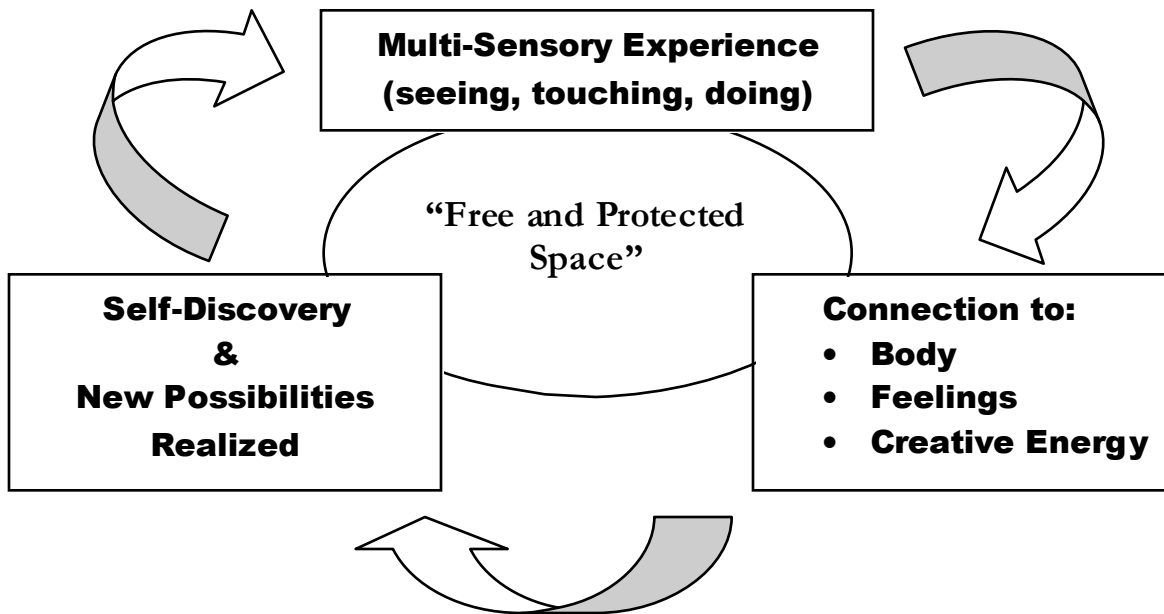 Multi-Sensory Experience
(seeing, touching, doing)
“Free and Protected
Space”
Self-Discovery
&
New Possibilities
Realized
Connection to:
• Body
• Feelings
• Creative Energy